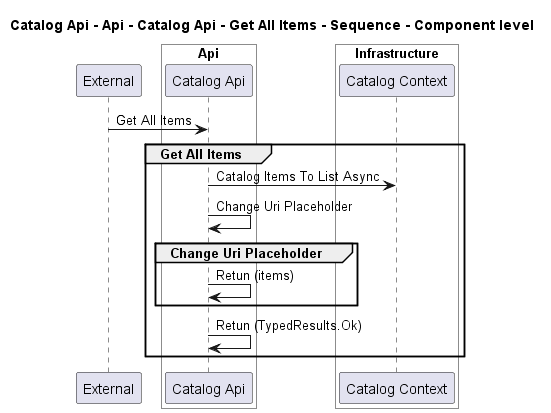 Catalog Api - Api - Catalog Api - Get All Items - Sequence - Component level
Api
Infrastructure
External
Catalog Api
Catalog Context
Get All Items
Get All Items
Catalog Items To List Async
Change Uri Placeholder
Change Uri Placeholder
Retun (items)
Retun (TypedResults.Ok)
External
Catalog Api
Catalog Context